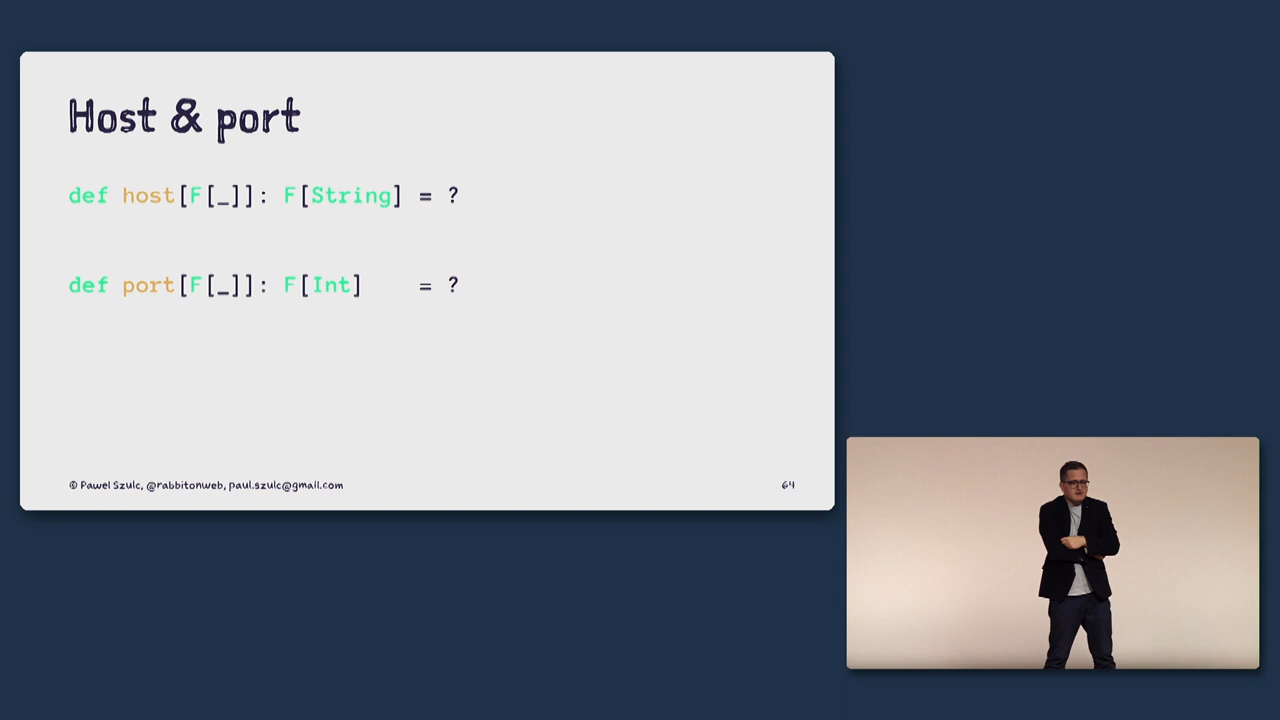 Host & port
def host[F[_]]: F[String] = ?
def port[F[_]]: F[Int] = ?
© Pawel Szulc, @rabbitonweb, paul.szulc@gmail.com
64